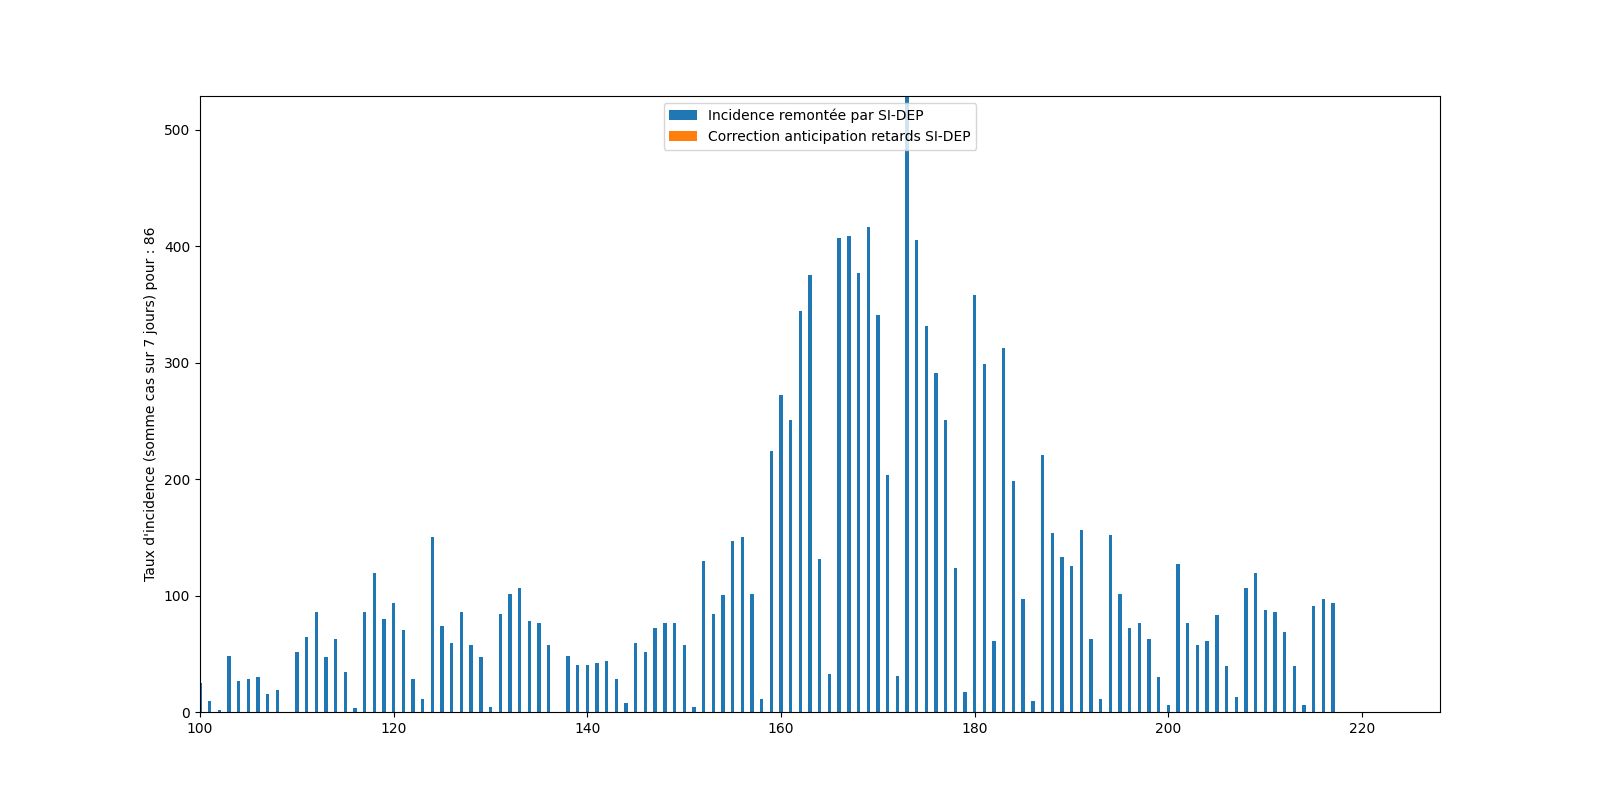 Incidence remontée par SI-DEP
Correction anticipation retards SI-DEP
Taux d'incidence (somme cas sur 7 jours) pour : 86
500
400
300
200
100
0
100 120 140 160 180 200 220